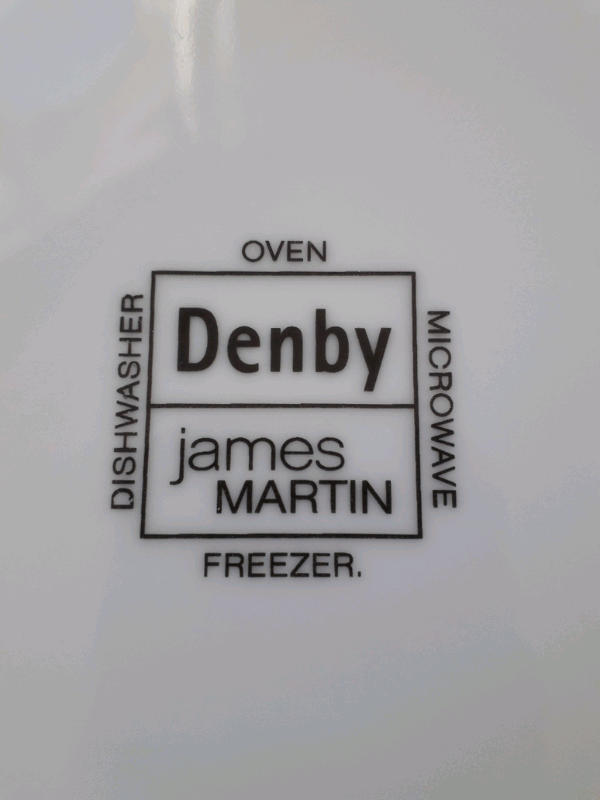 OVEN
DISHWASHER
Denby
james
MARTIN
MICROWAVE
FREEZER.